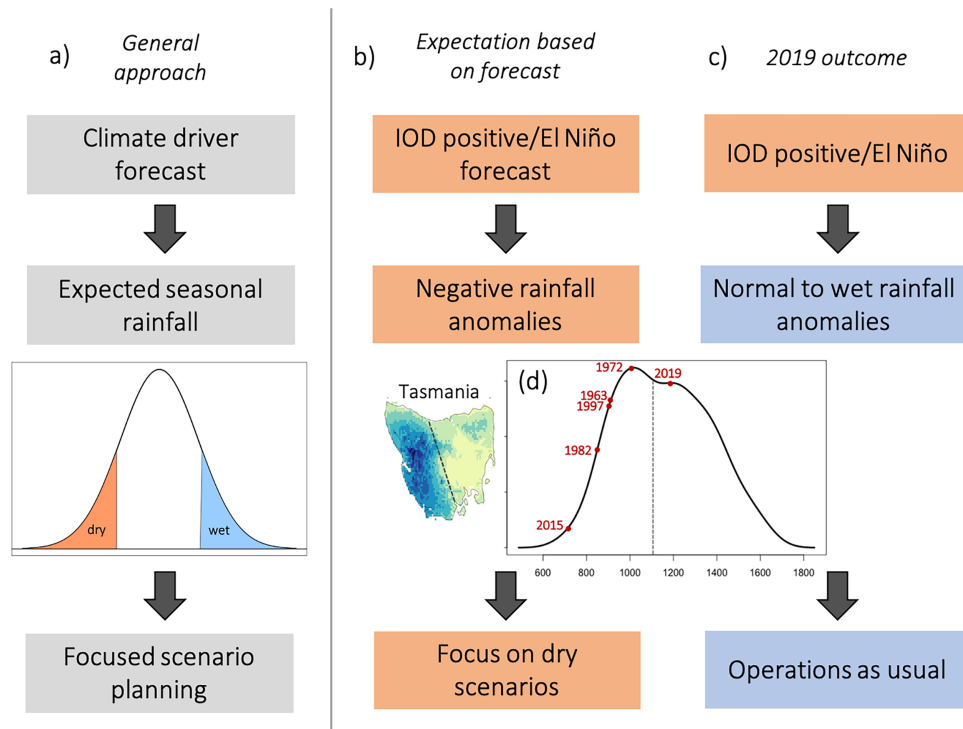 a)
General
approach
Climate driver
forecast
Expected seasonal
rainfall
dry
wet
Focused scenario
planning
b)
Expectation based
on forecast
IOD positive/El Niño
forecast
Negative rainfall
anomalies
Tasmania
(d)
1972
2019
1963
1997
1982
2015
600
800
1000
1200
1400
1600
1800
Focus on dry
scenarios
c)
2019 outcome
IOD positive/El Niño
Normal to wet rainfall
anomalies
Operations as usual